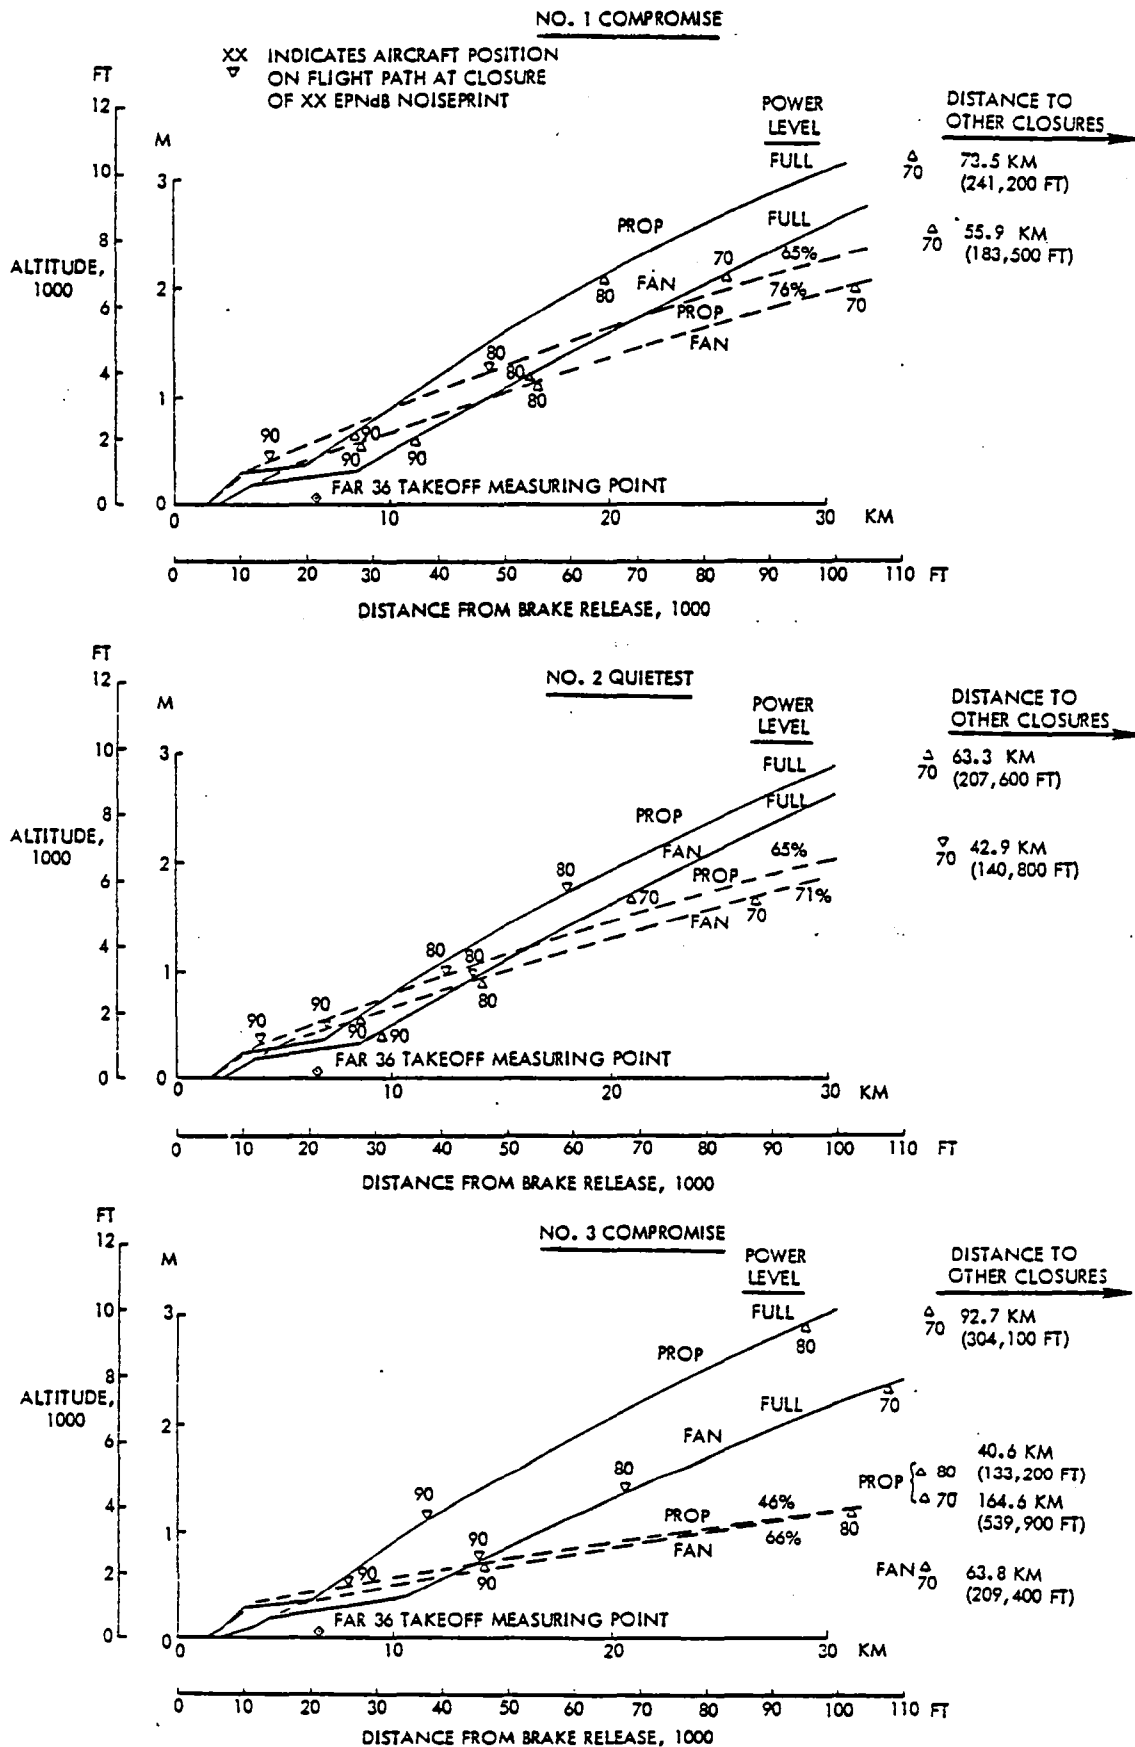 NO. 1 COMPROMISE
XX INDICATES AIRCRAFT POSITION
ON FLIGHT PATH AT CLOSURE
OF XX EPNdB NOISEPRINT
FT
12
10
8
6
4
2
0
ALTITUDE,
1000
M
3
2
1
0
POWER
LEVEL
FULL
FULL
65%
76%
PROP
FAN
PROP
FAN
DISTANCE TO
OTHER CLOSURES
70 73.5 KM
(241,200 FT)
70 55.9 KM
(183,500 FT)
80
70
70
80
80
80
90
90
90
90
FAR 36 TAKEOFF MEASURING POINT
0 10 20 30 KM
0 10 20 30 40 50 60 70 80 90 100 110 FT
DISTANCE FROM BRAKE RELEASE, 1000
NO. 2 QUIETEST
FT
12
10
8
6
4
2
0
ALTITUDE,
1000
M
3
2
1
0
POWER
LEVEL
FULL
FULL
65%
71%
PROP
FAN
PROP
FAN
DISTANCE TO
OTHER CLOSURES
70 63.3 KM
(207,600 FT)
70 42.9 KM
(140,800 FT)
80
70
70
80
80
80
90
90
90
90
FAR 36 TAKEOFF MEASURING POINT
0 10 20 30 KM
0 10 20 30 40 50 60 70 80 90 100 110 FT
DISTANCE FROM BRAKE RELEASE, 1000
NO. 3 COMPROMISE
FT
12
10
8
6
4
2
0
ALTITUDE,
1000
M
3
2
1
0
POWER
LEVEL
FULL
FULL
46%
66%
PROP
FAN
PROP
FAN
DISTANCE TO
OTHER CLOSURES
70 92.7 KM
(304,100 FT)
40.6 KM
PROP 80 (133,200 FT)
70 164.6 KM
(539,900 FT)
FAN 70 63.8 KM
(209,400 FT)
80
70
80
80
90
90
90
90
FAR 36 TAKEOFF MEASURING POINT
0 10 20 30 KM
0 10 20 30 40 50 60 70 80 90 100 110 FT
DISTANCE FROM BRAKE RELEASE, 1000